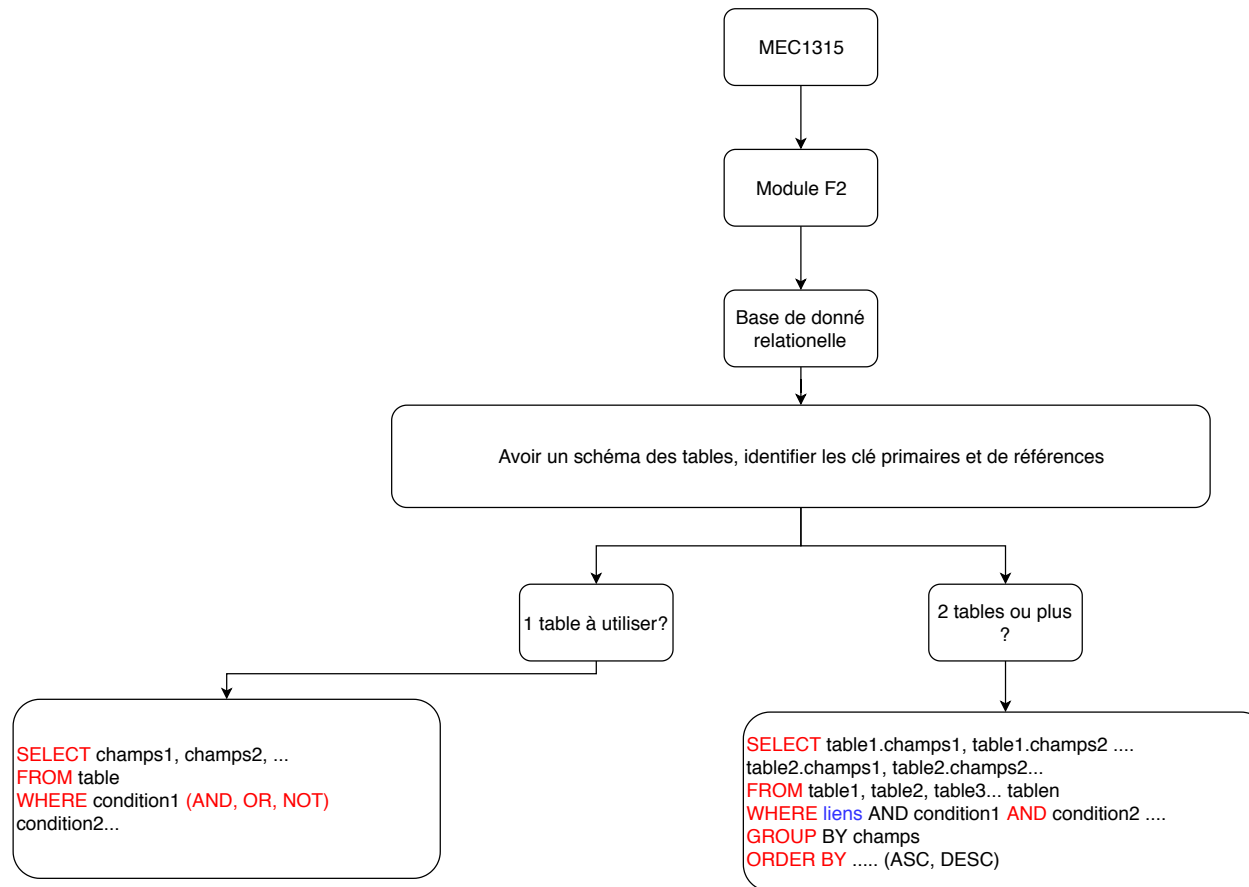 MEC1315
Module F2
Base de donné
relationelle
Avoir un schéma des tables, identifier les clé primaires et de références
1 table à utiliser?
2 tables ou plus
?
SELECT champs1, champs2, ...
FROM table
WHERE condition1 (AND, OR, NOT)
condition2...
SELECT table1.champs1, table1.champs2 ....
table2.champs1, table2.champs2...
FROM table1, table2, table3... tablen
WHERE liens AND condition1 AND condition2 ....
GROUP BY champs
ORDER BY ..... (ASC, DESC)